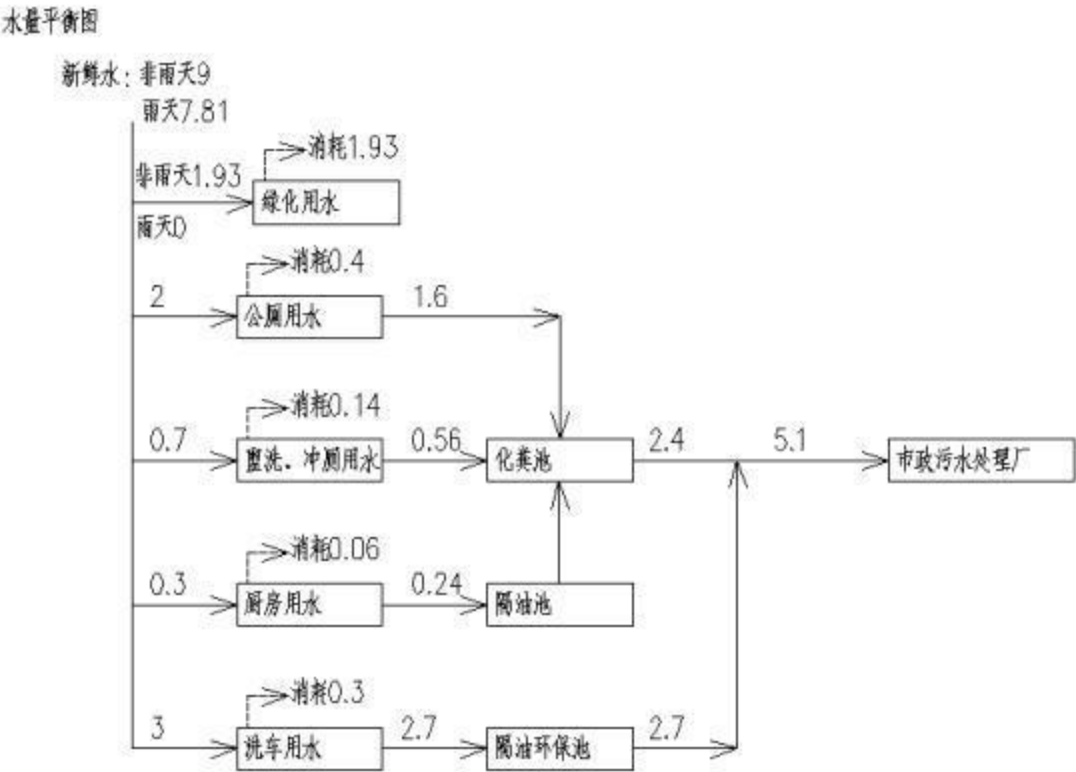 水量平衡图
新鲜水：非雨天9
雨天7.81
消耗1.93
非雨天1.93
绿化用水
雨天0
消耗0.4
2
公厕用水
1.6
消耗0.14
0.7
盥洗、冲厕用水
0.56
化粪池
2.4
5.1
市政污水处理厂
消耗0.06
0.3
厨房用水
0.24
隔油池
消耗0.3
3
洗车用水
2.7
隔油环保池
2.7